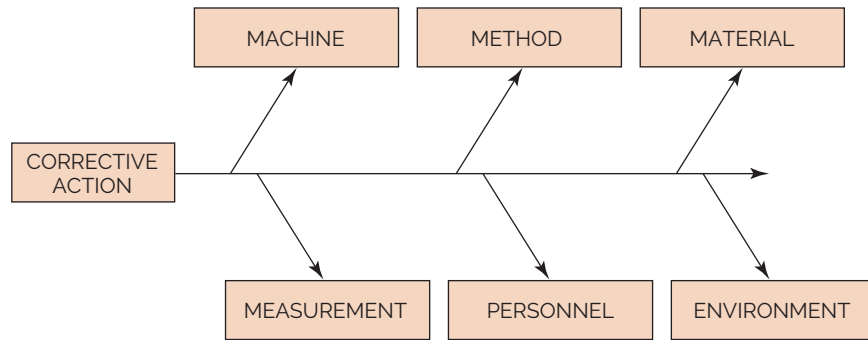 MACHINE
METHOD
MATERIAL
CORRECTIVE
ACTION
MEASUREMENT
PERSONNEL
ENVIRONMENT